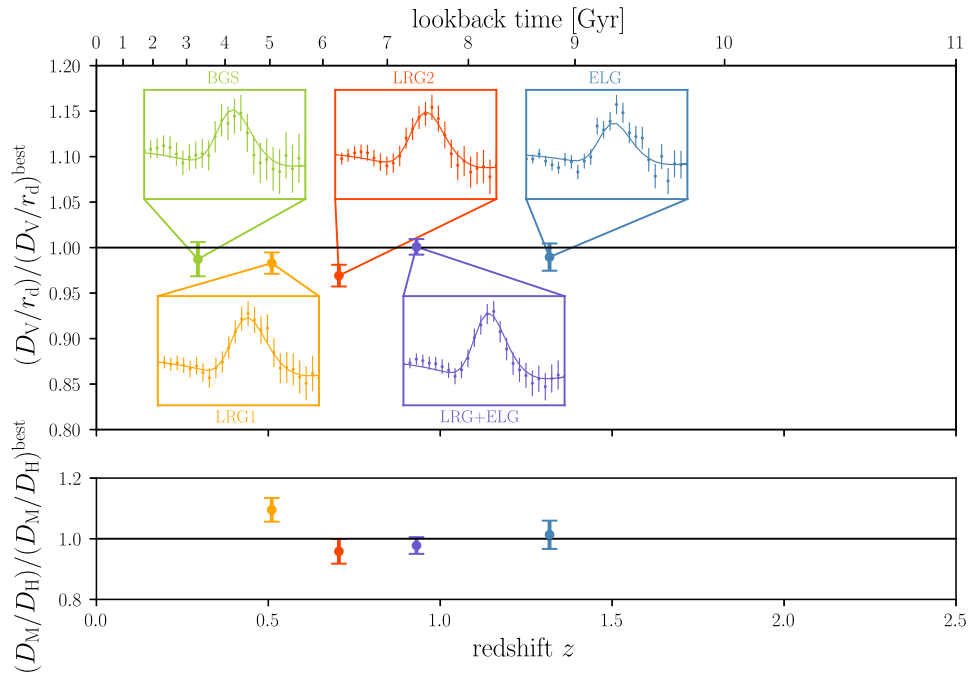 lookback time [Gyr]
0 1 2 3 4 5 6 7 8 9 10 11
(D_V/r_d)/(D_V/r_d)^best
1.20
1.15
1.10
1.05
1.00
0.95
0.90
0.85
0.80
BGS
LRG2
ELG
LRG1
LRG+ELG
(D_M/D_H)/(D_M/D_H)^best
1.2
1.0
0.8
0.0 0.5 1.0 1.5 2.0 2.5
redshift z